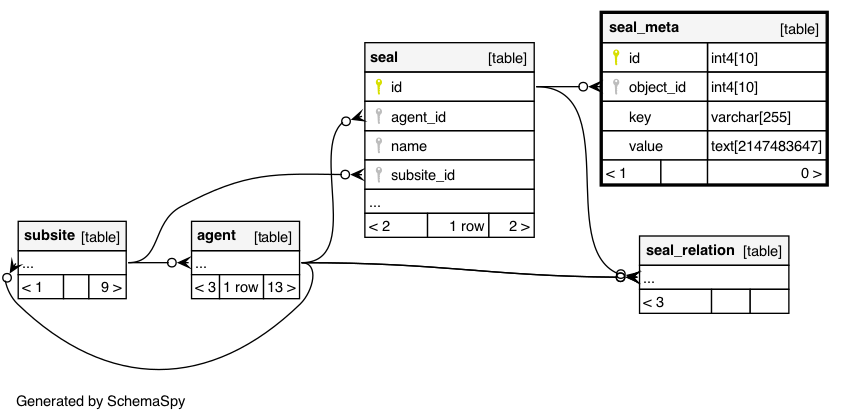 seal_meta [table]
id int4[10]
object_id int4[10]
key varchar[255]
value text[2147483647]
< 1 0 >
seal [table]
id
agent_id
name
subsite_id
...
< 2 1 row 2 >
subsite [table]
...
< 1 9 >
agent [table]
...
< 3 1 row 13 >
seal_relation [table]
...
< 3
Generated by SchemaSpy